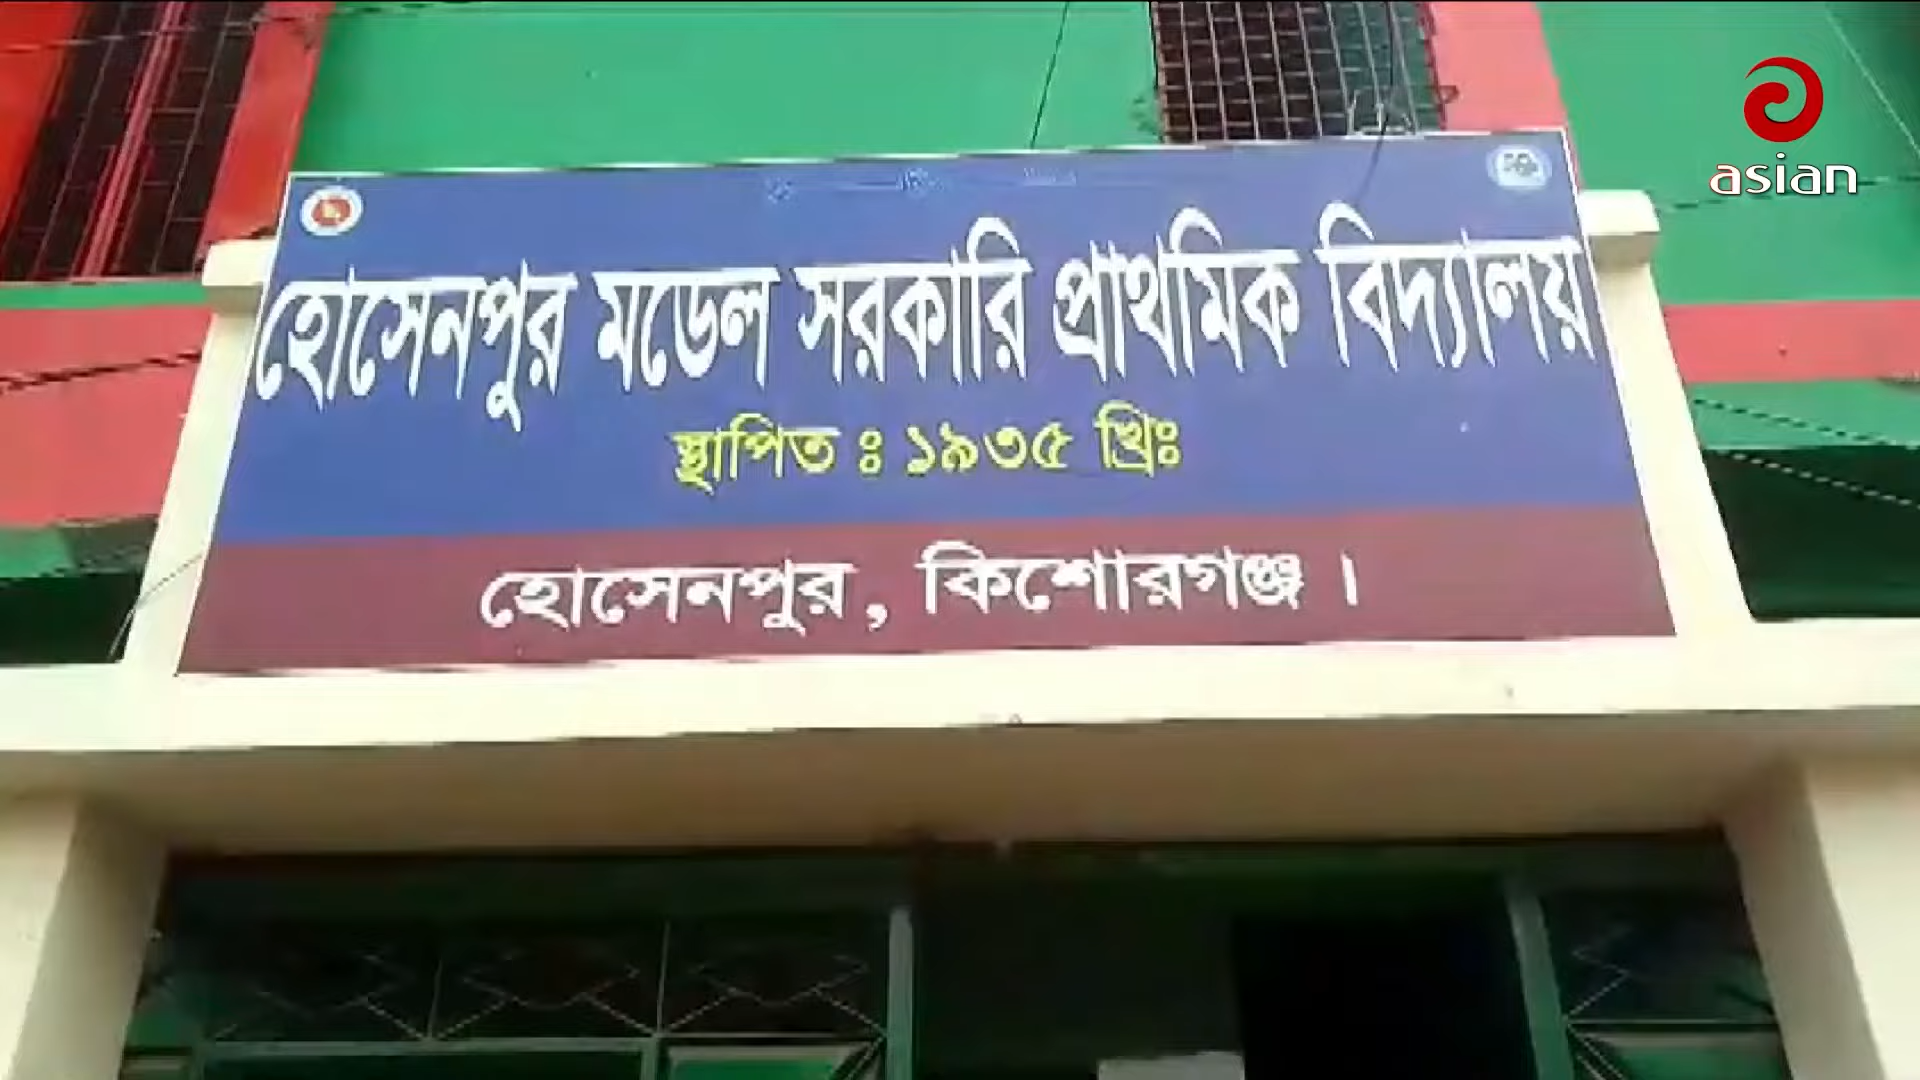 asian
হোসেনপুর মডেল সরকারি প্রাথমিক বিদ্যালয়
স্থাপিত ঃ ১৯৩৫ খ্রিঃ
হোসেনপুর, কিশোরগঞ্জ ।